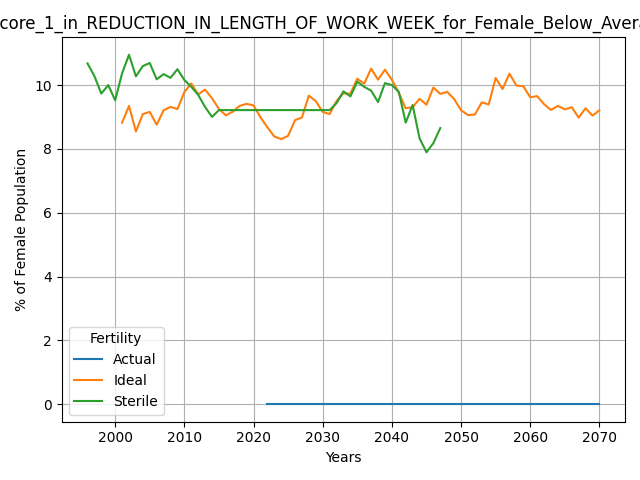 core_1_in_REDUCTION_IN_LENGTH_OF_WORK_WEEK_for_Female_Below_Avera
% of Female Population
10
8
6
4
2
0
Fertility
Actual
Ideal
Sterile
2000 2010 2020 2030 2040 2050 2060 2070
Years